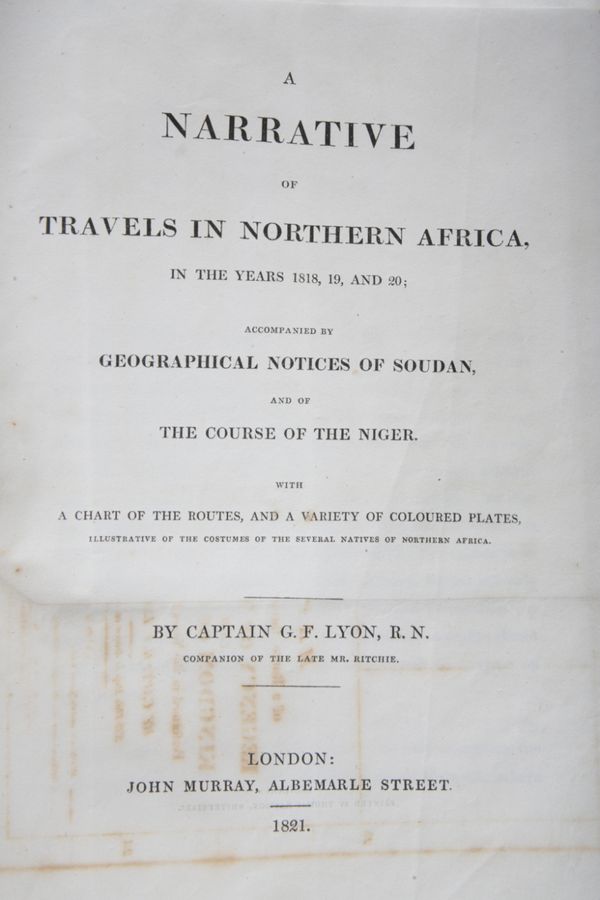 A
NARRATIVE
OF
TRAVELS IN NORTHERN AFRICA,
IN THE YEARS 1818, 19, AND 20;
ACCOMPANIED BY
GEOGRAPHICAL NOTICES OF SOUDAN,
AND OF
THE COURSE OF THE NIGER.
WITH
A CHART OF THE ROUTES, AND A VARIETY OF COLOURED PLATES,
ILLUSTRATIVE OF THE COSTUMES OF THE SEVERAL NATIVES OF NORTHERN AFRICA.
BY CAPTAIN G. F. LYON, R. N.
COMPANION OF THE LATE MR. RITCHIE.
LONDON:
JOHN MURRAY, ALBEMARLE STREET.
1821.